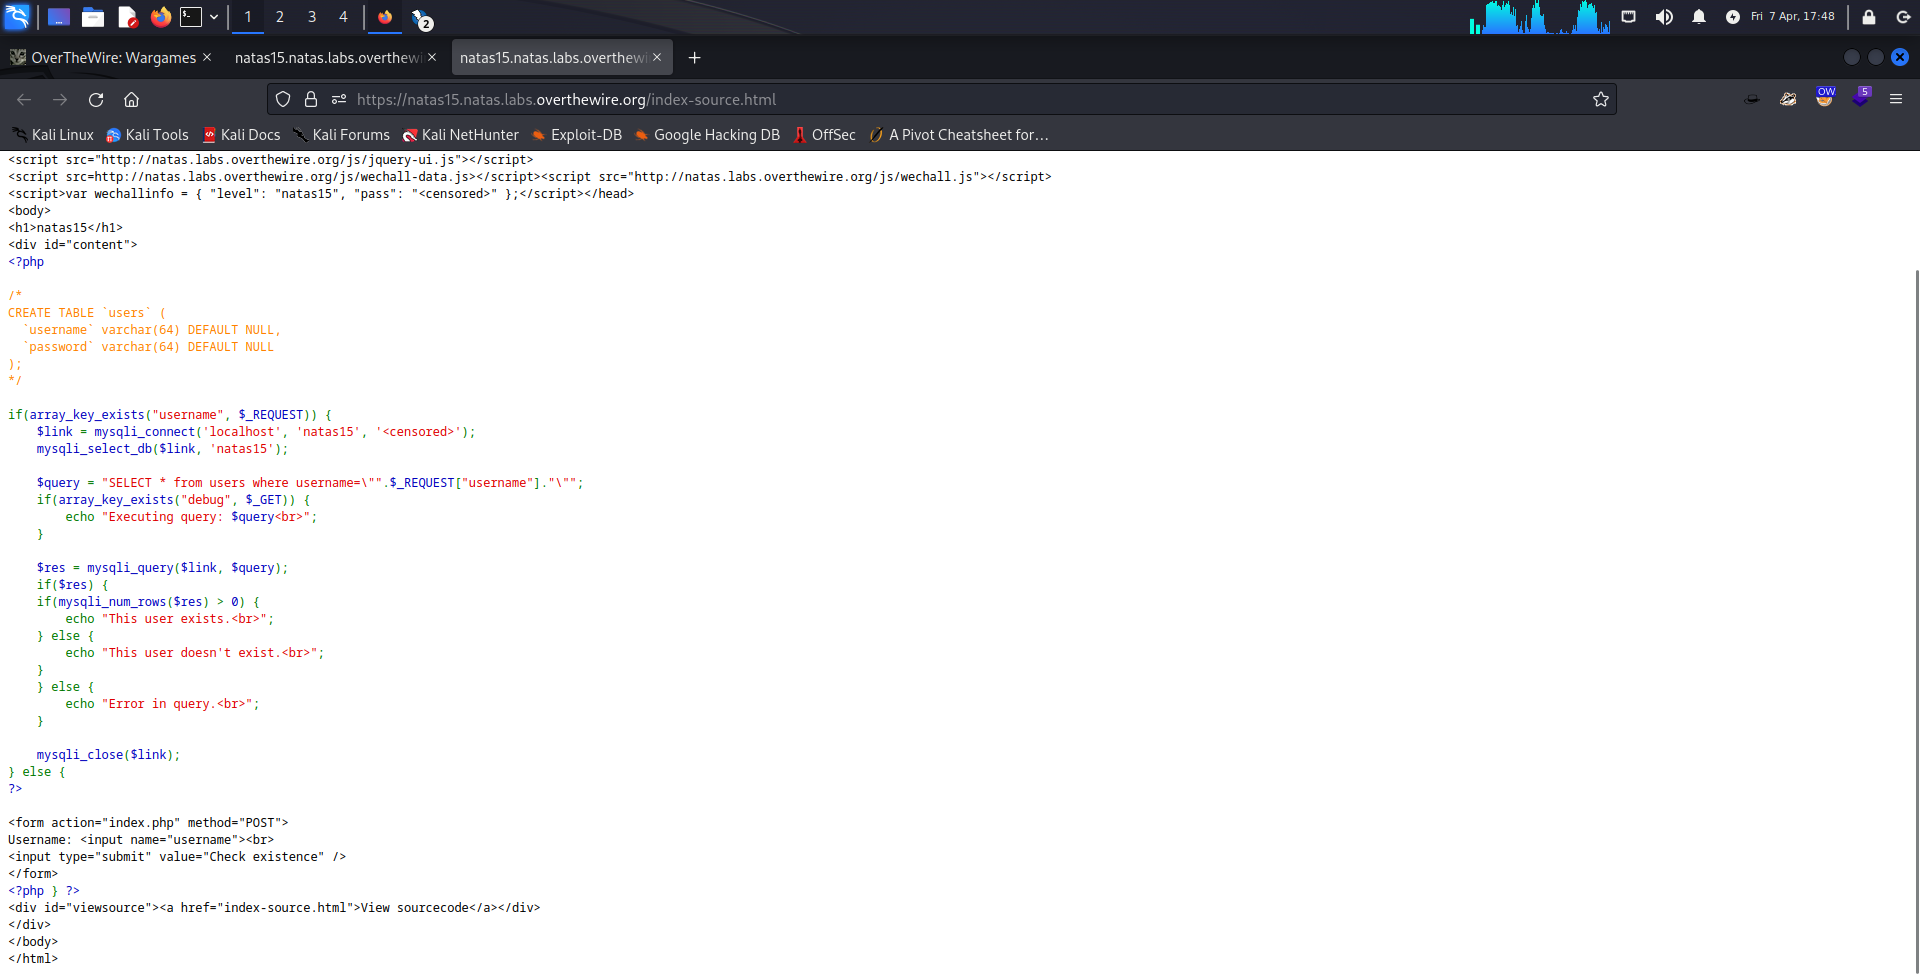 1 2 3 4 2 Fri 7 Apr, 17:48
OverTheWire: Wargames natas15.natas.labs.overthewi natas15.natas.labs.overthewi
https://natas15.natas.labs.overthewire.org/index-source.html OW 5
Kali Linux Kali Tools Kali Docs Kali Forums Kali NetHunter Exploit-DB Google Hacking DB OffSec A Pivot Cheatsheet for…
<script src="http://natas.labs.overthewire.org/js/jquery-ui.js"></script>
<script src=http://natas.labs.overthewire.org/js/wechall-data.js></script><script src="http://natas.labs.overthewire.org/js/wechall.js"></script>
<script>var wechallinfo = { "level": "natas15", "pass": "<censored>" };</script></head>
<body>
<h1>natas15</h1>
<div id="content">
<?php
/*
CREATE TABLE `users` (
  `username` varchar(64) DEFAULT NULL,
  `password` varchar(64) DEFAULT NULL
);
*/
if(array_key_exists("username", $_REQUEST)) {
    $link = mysqli_connect('localhost', 'natas15', '<censored>');
    mysqli_select_db($link, 'natas15');
    $query = "SELECT * from users where username=\"".$_REQUEST["username"]."\"";
    if(array_key_exists("debug", $_GET)) {
        echo "Executing query: $query<br>";
    }
    $res = mysqli_query($link, $query);
    if($res) {
    if(mysqli_num_rows($res) > 0) {
        echo "This user exists.<br>";
    } else {
        echo "This user doesn't exist.<br>";
    }
    } else {
        echo "Error in query.<br>";
    }
    mysqli_close($link);
} else {
?>
<form action="index.php" method="POST">
Username: <input name="username"><br>
<input type="submit" value="Check existence" />
</form>
<?php } ?>
<div id="viewsource"><a href="index-source.html">View sourcecode</a></div>
</div>
</body>
</html>